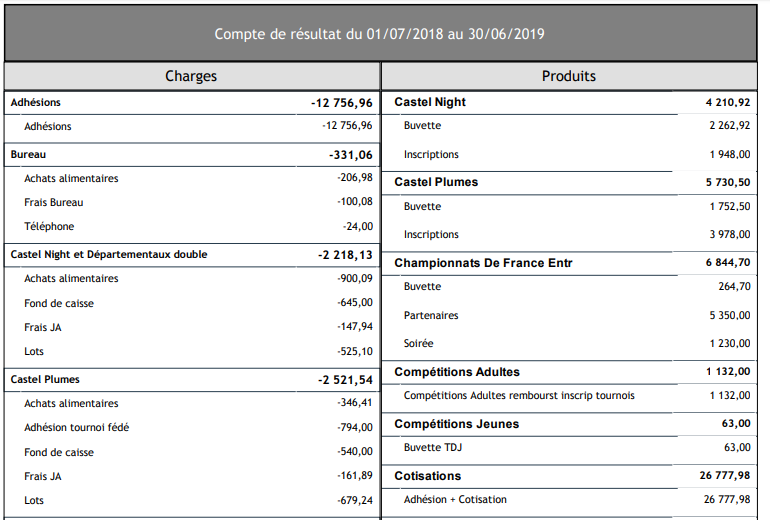 Compte de résultat du 01/07/2018 au 30/06/2019
Charges
Adhésions -12 756,96
Adhésions -12 756,96
Bureau -331,06
Achats alimentaires -206,98
Frais Bureau -100,08
Téléphone -24,00
Castel Night et Départementaux double -2 218,13
Achats alimentaires -900,09
Fond de caisse -645,00
Frais JA -147,94
Lots -525,10
Castel Plumes -2 521,54
Achats alimentaires -346,41
Adhésion tournoi fédé -794,00
Fond de caisse -540,00
Frais JA -161,89
Lots -679,24
Produits
Castel Night 4 210,92
Buvette 2 262,92
Inscriptions 1 948,00
Castel Plumes 5 730,50
Buvette 1 752,50
Inscriptions 3 978,00
Championnats De France Entr 6 844,70
Buvette 264,70
Partenaires 5 350,00
Soirée 1 230,00
Compétitions Adultes 1 132,00
Compétitions Adultes rembourst inscrip tournois 1 132,00
Compétitions Jeunes 63,00
Buvette TDJ 63,00
Cotisations 26 777,98
Adhésion + Cotisation 26 777,98